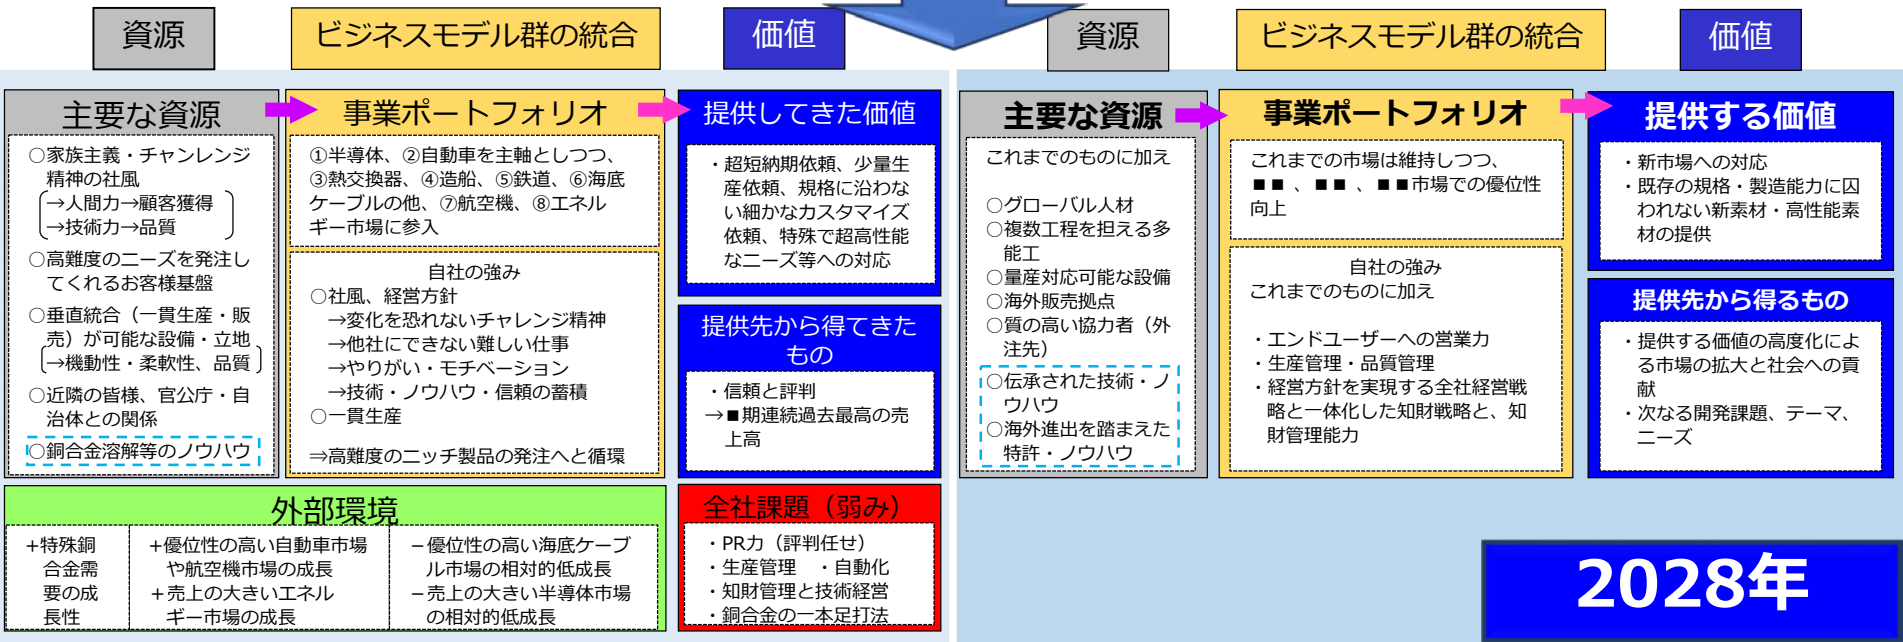 資源
ビジネスモデル群の統合
価値
主要な資源
○家族主義・チャンレンジ
精神の社風
→人間力→顧客獲得
→技術力→品質
○高難度のニーズを発注し
てくれるお客様基盤
○垂直統合（一貫生産・販
売）が可能な設備・立地
→機動性・柔軟性、品質
○近隣の皆様、官公庁・自
治体との関係
○銅合金溶解等のノウハウ
事業ポートフォリオ
①半導体、②自動車を主軸としつつ、
③熱交換器、④造船、⑤鉄道、⑥海底
ケーブルの他、⑦航空機、⑧エネル
ギー市場に参入
自社の強み
○社風、経営方針
→変化を恐れないチャレンジ精神
→他社にできない難しい仕事
→やりがい・モチベーション
→技術・ノウハウ・信頼の蓄積
○一貫生産
⇒高難度のニッチ製品の発注へと循環
提供してきた価値
・超短納期依頼、少量生
産依頼、規格に沿わな
い細かなカスタマイズ
依頼、特殊で超高性能
なニーズ等への対応
提供先から得てきた
もの
・信頼と評判
→■期連続過去最高の売
上高
外部環境
+特殊銅
合金需
要の成
長性
+優位性の高い自動車市場
や航空機市場の成長
+売上の大きいエネル
ギー市場の成長
−優位性の高い海底ケーブ
ル市場の相対的低成長
−売上の大きい半導体市場
の相対的低成長
全社課題（弱み）
・PR力（評判任せ）
・生産管理　・自動化
・知財管理と技術経営
・銅合金の一本足打法
資源
ビジネスモデル群の統合
価値
主要な資源
これまでのものに加え
○グローバル人材
○複数工程を担える多
能工
○量産対応可能な設備
○海外販売拠点
○質の高い協力者（外
注先）
○伝承された技術・ノ
ウハウ
○海外進出を踏まえた
特許・ノウハウ
事業ポートフォリオ
これまでの市場は維持しつつ、
■■、■■、■■市場での優位性
向上
自社の強み
これまでのものに加え
・エンドユーザーへの営業力
・生産管理・品質管理
・経営方針を実現する全社経営戦
略と一体化した知財戦略と、知
財管理能力
提供する価値
・新市場への対応
・既存の規格・製造能力に囚
われない新素材・高性能素
材の提供
提供先から得るもの
・提供する価値の高度化によ
る市場の拡大と社会への貢
献
・次なる開発課題、テーマ、
ニーズ
2028年